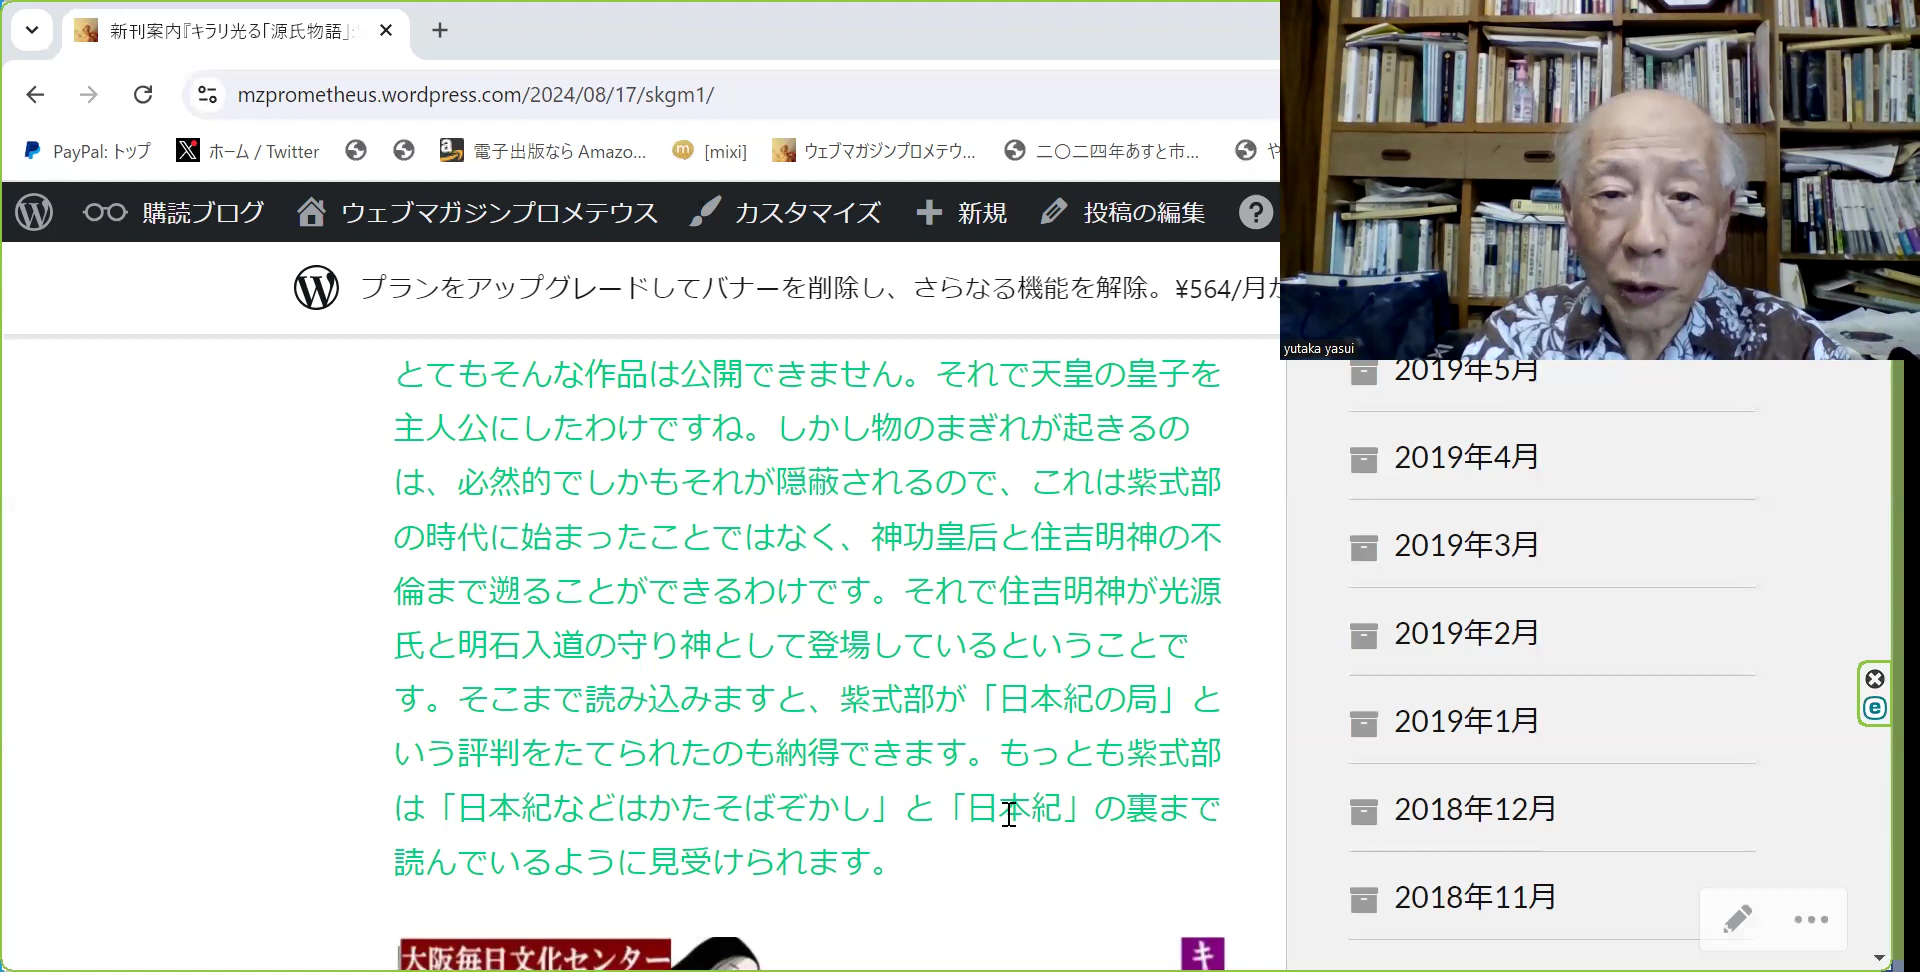 新刊案内『キラリ光る「源氏物語」
mzprometheus.wordpress.com/2024/08/17/skgm1/
PayPal: トップ
ホーム / Twitter
電子出版なら Amazo...
[mixi]
ウェブマガジンプロメテウ...
二〇二四年あすと市...
や
購読ブログ
ウェブマガジンプロメテウス
カスタマイズ
新規
投稿の編集
プランをアップグレードしてバナーを削除し、さらなる機能を解除。¥564/月か
yutaka yasui
とてもそんな作品は公開できません。それで天皇の皇子を
主人公にしたわけですね。しかし物のまぎれが起きるの
は、必然的でしかもそれが隠蔽されるので、これは紫式部
の時代に始まったことではなく、神功皇后と住吉明神の不
倫まで遡ることができるわけです。それで住吉明神が光源
氏と明石入道の守り神として登場しているということで
す。そこまで読み込みますと、紫式部が「日本紀の局」と
いう評判をたてられたのも納得できます。もっとも紫式部
は「日本紀などはかたそばぞかし」と「日本紀」の裏まで
読んでいるように見受けられます。
大阪毎日文化センター
キ
2019年5月
2019年4月
2019年3月
2019年2月
2019年1月
2018年12月
2018年11月